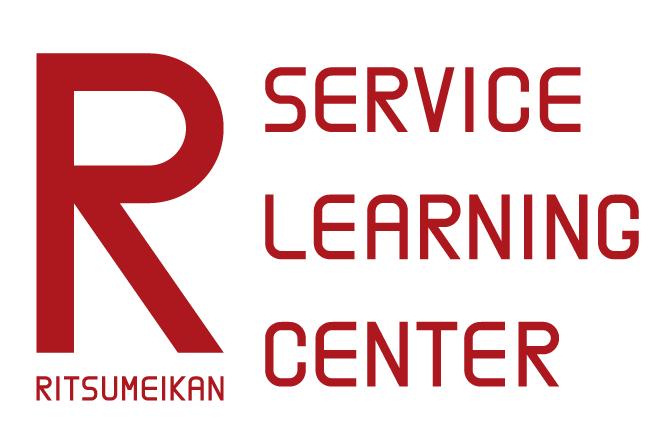 R
RITSUMEIKAN
SERVICE
LEARNING
CENTER